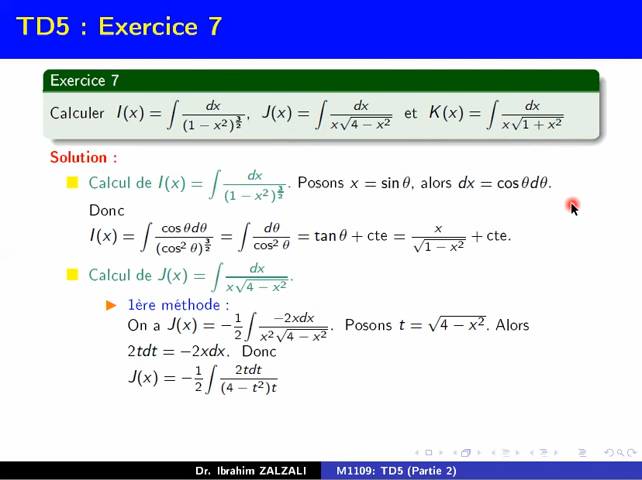 TD5 : Exercice 7
Exercice 7
Calculer I(x) = ∫ dx/(1 − x²)^(3/2), J(x) = ∫ dx/(x√(4 − x²)) et K(x) = ∫ dx/(x√(1 + x²))
Solution :
Calcul de I(x) = ∫ dx/(1 − x²)^(3/2). Posons x = sin θ, alors dx = cos θdθ.
Donc
I(x) = ∫ cos θdθ/(cos² θ)^(3/2) = ∫ dθ/cos² θ = tan θ + cte = x/√(1 − x²) + cte.
Calcul de J(x) = ∫ dx/(x√(4 − x²)).
1ère méthode :
On a J(x) = −1/2 ∫ −2xdx/(x²√(4 − x²)). Posons t = √(4 − x²). Alors
2tdt = −2xdx. Donc
J(x) = −1/2 ∫ 2tdt/((4 − t²)t)
Dr. Ibrahim ZALZALI M1109: TD5 (Partie 2)